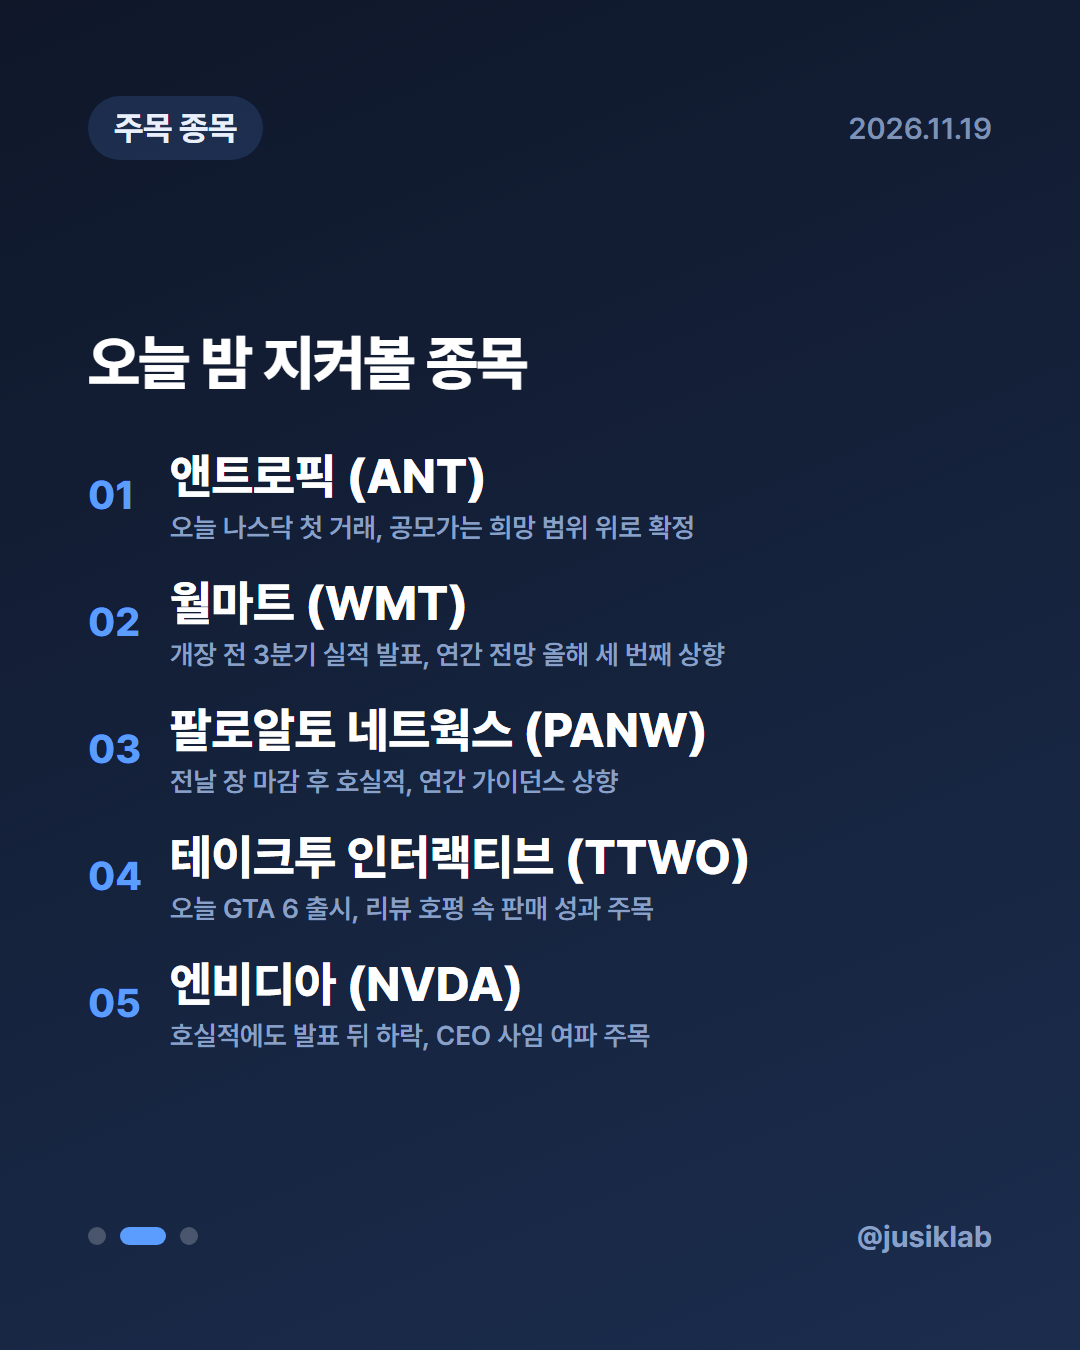 주목 종목
2026.11.19
오늘 밤 지켜볼 종목
01
앤트로픽 (ANT)
오늘 나스닥 첫 거래, 공모가는 희망 범위 위로 확정
02
월마트 (WMT)
개장 전 3분기 실적 발표, 연간 전망 올해 세 번째 상향
03
팔로알토 네트웍스 (PANW)
전날 장 마감 후 호실적, 연간 가이던스 상향
04
테이크투 인터랙티브 (TTWO)
오늘 GTA 6 출시, 리뷰 호평 속 판매 성과 주목
05
엔비디아 (NVDA)
호실적에도 발표 뒤 하락, CEO 사임 여파 주목
@jusiklab